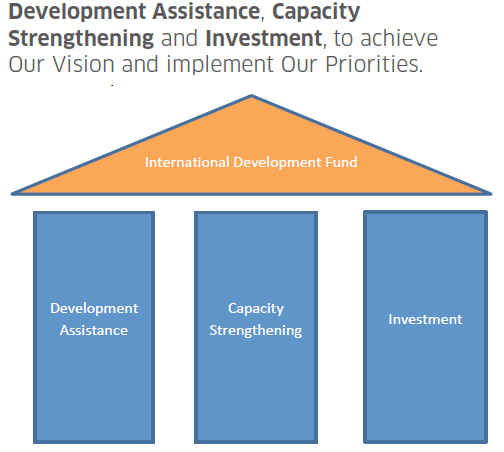 Development Assistance, Capacity
Strengthening and Investment, to achieve
Our Vision and implement Our Priorities.
International Development Fund
Development
Assistance
Capacity
Strengthening
Investment